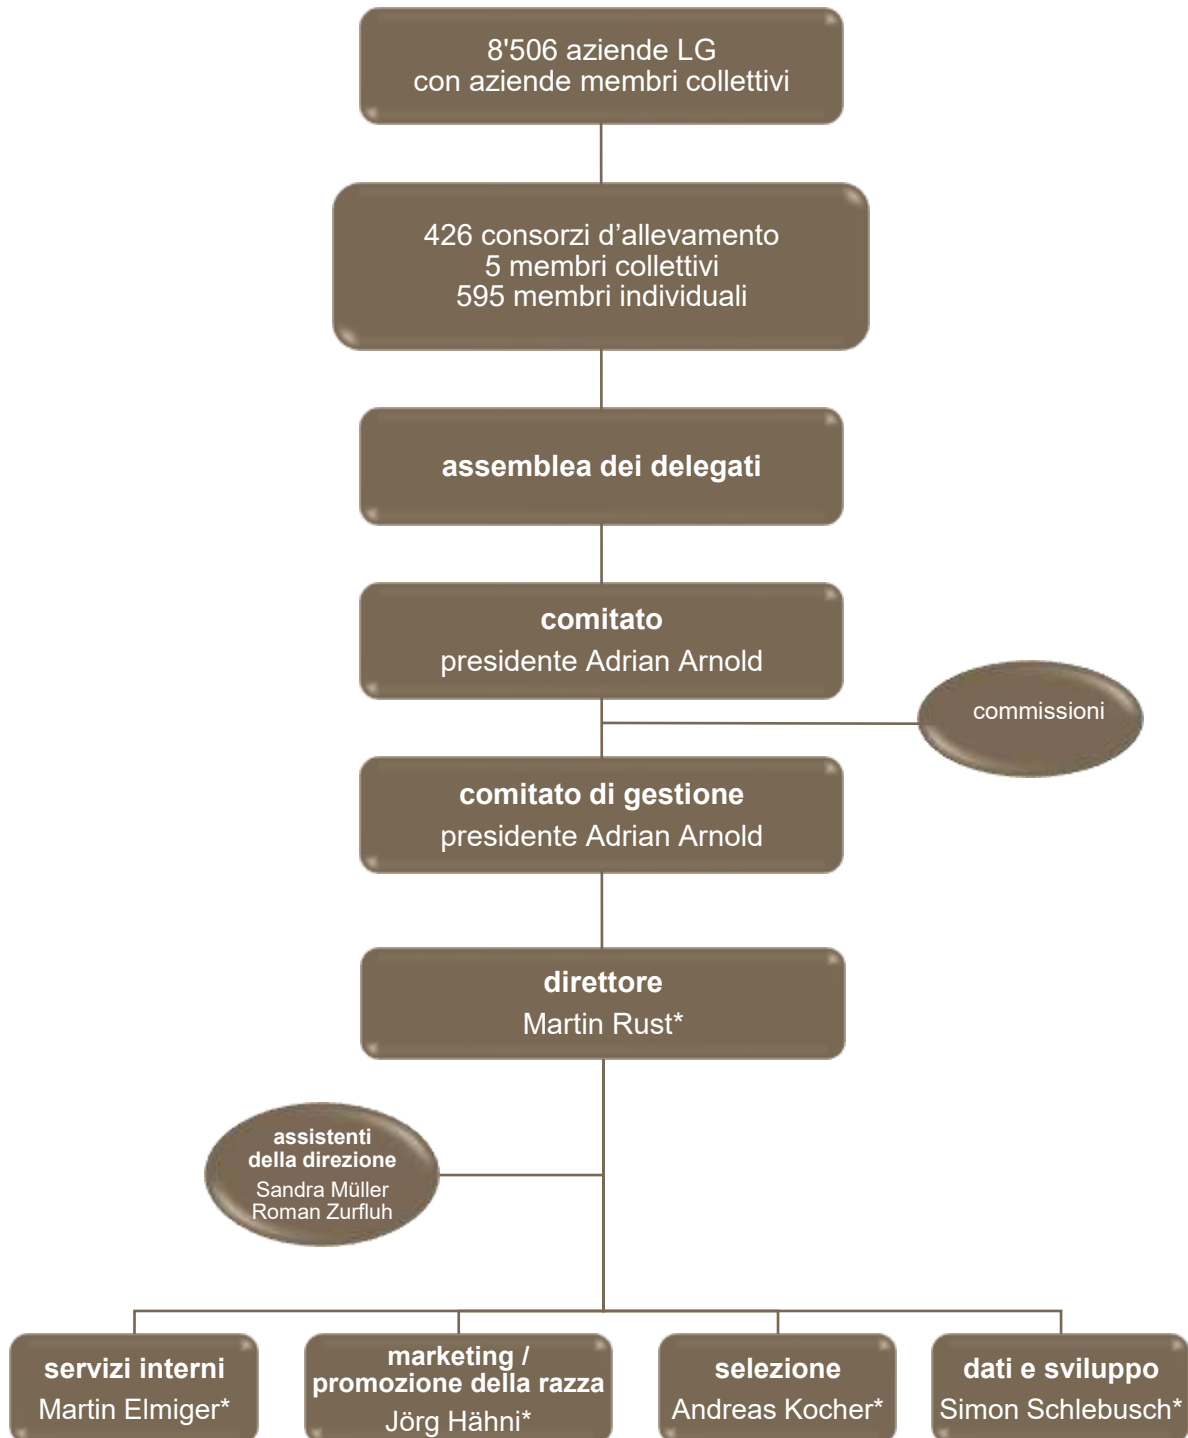 8'506 aziende LG
con aziende membri collettivi
426 consorzi d'allevamento
5 membri collettivi
595 membri individuali
assemblea dei delegati
comitato
presidente Adrian Arnold
commissioni
comitato di gestione
presidente Adrian Arnold
direttore
Martin Rust*
assistenti
della direzione
Sandra Müller
Roman Zurfluh
servizi interni
Martin Elmiger*
marketing /
promozione della razza
Jörg Hähni*
selezione
Andreas Kocher*
dati e sviluppo
Simon Schlebusch*